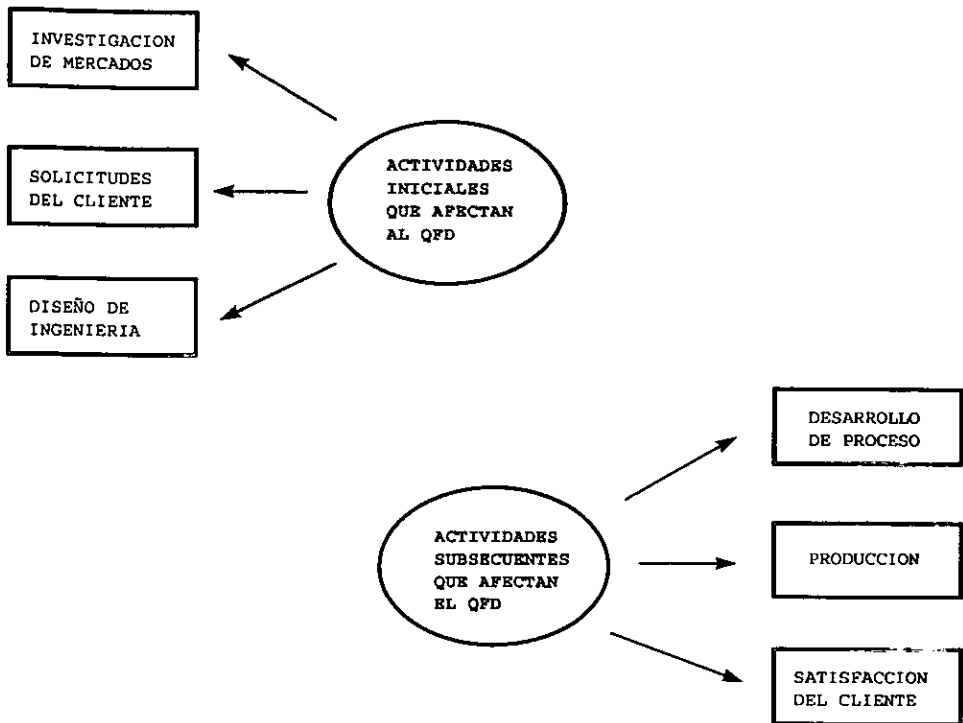 INVESTIGACION
DE MERCADOS
SOLICITUDES
DEL CLIENTE
DISEÑO DE
INGENIERIA
ACTIVIDADES
INICIALES
QUE AFECTAN
AL QFD
ACTIVIDADES
SUBSECUENTES
QUE AFECTAN
EL QFD
DESARROLLO
DE PROCESO
PRODUCCION
SATISFACCION
DEL CLIENTE